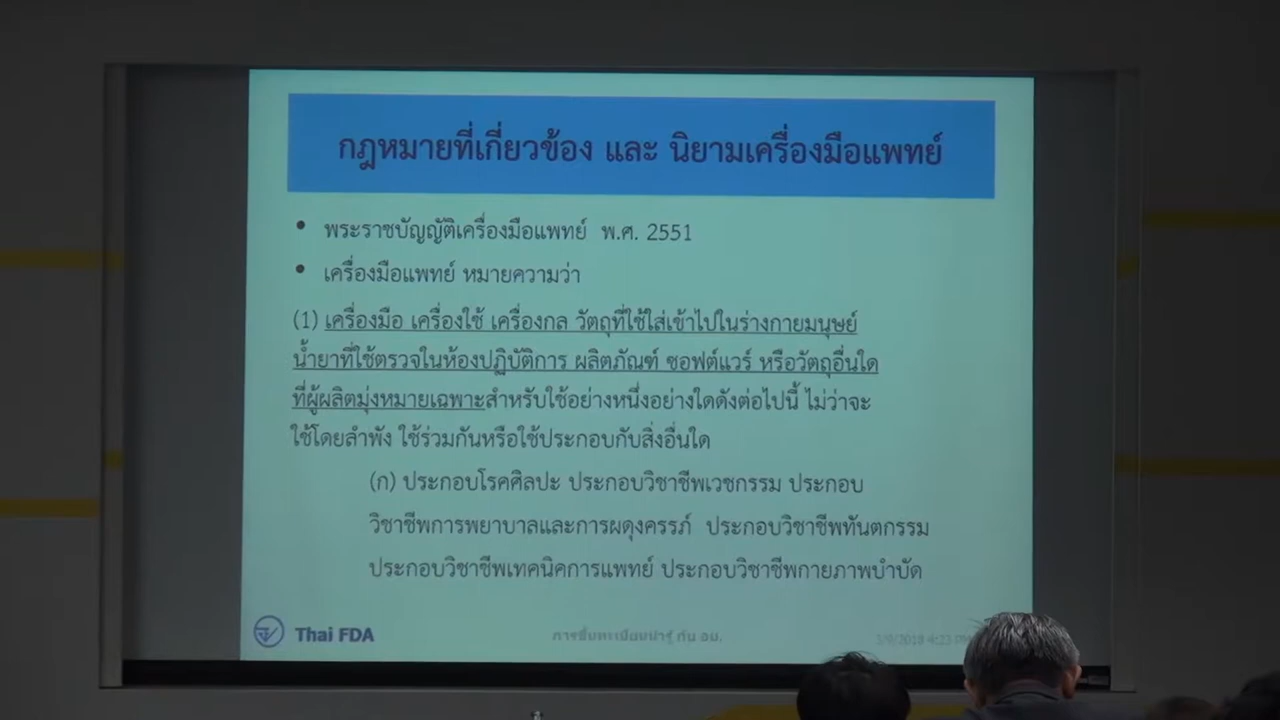 กฎหมายที่เกี่ยวข้อง และ นิยามเครื่องมือแพทย์
• พระราชบัญญัติเครื่องมือแพทย์ พ.ศ. 2551
• เครื่องมือแพทย์ หมายความว่า
(1) เครื่องมือ เครื่องใช้ เครื่องกล วัตถุที่ใช้ใส่เข้าไปในร่างกายมนุษย์
น้ำยาที่ใช้ตรวจในห้องปฏิบัติการ ผลิตภัณฑ์ ซอฟต์แวร์ หรือวัตถุอื่นใด
ที่ผู้ผลิตมุ่งหมายเฉพาะสำหรับใช้อย่างหนึ่งอย่างใดดังต่อไปนี้ ไม่ว่าจะ
ใช้โดยลำพัง ใช้ร่วมกันหรือใช้ประกอบกับสิ่งอื่นใด
(ก) ประกอบโรคศิลปะ ประกอบวิชาชีพเวชกรรม ประกอบ
วิชาชีพการพยาบาลและการผดุงครรภ์ ประกอบวิชาชีพทันตกรรม
ประกอบวิชาชีพเทคนิคการแพทย์ ประกอบวิชาชีพกายภาพบำบัด
Thai FDA